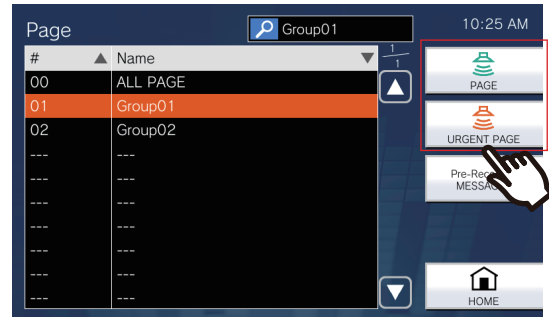 Page
Group01
10:25 AM
# Name
1
1
00 ALL PAGE
01 Group01
02 Group02
--- ---
--- ---
--- ---
--- ---
--- ---
--- ---
--- ---
PAGE
URGENT PAGE
HOME